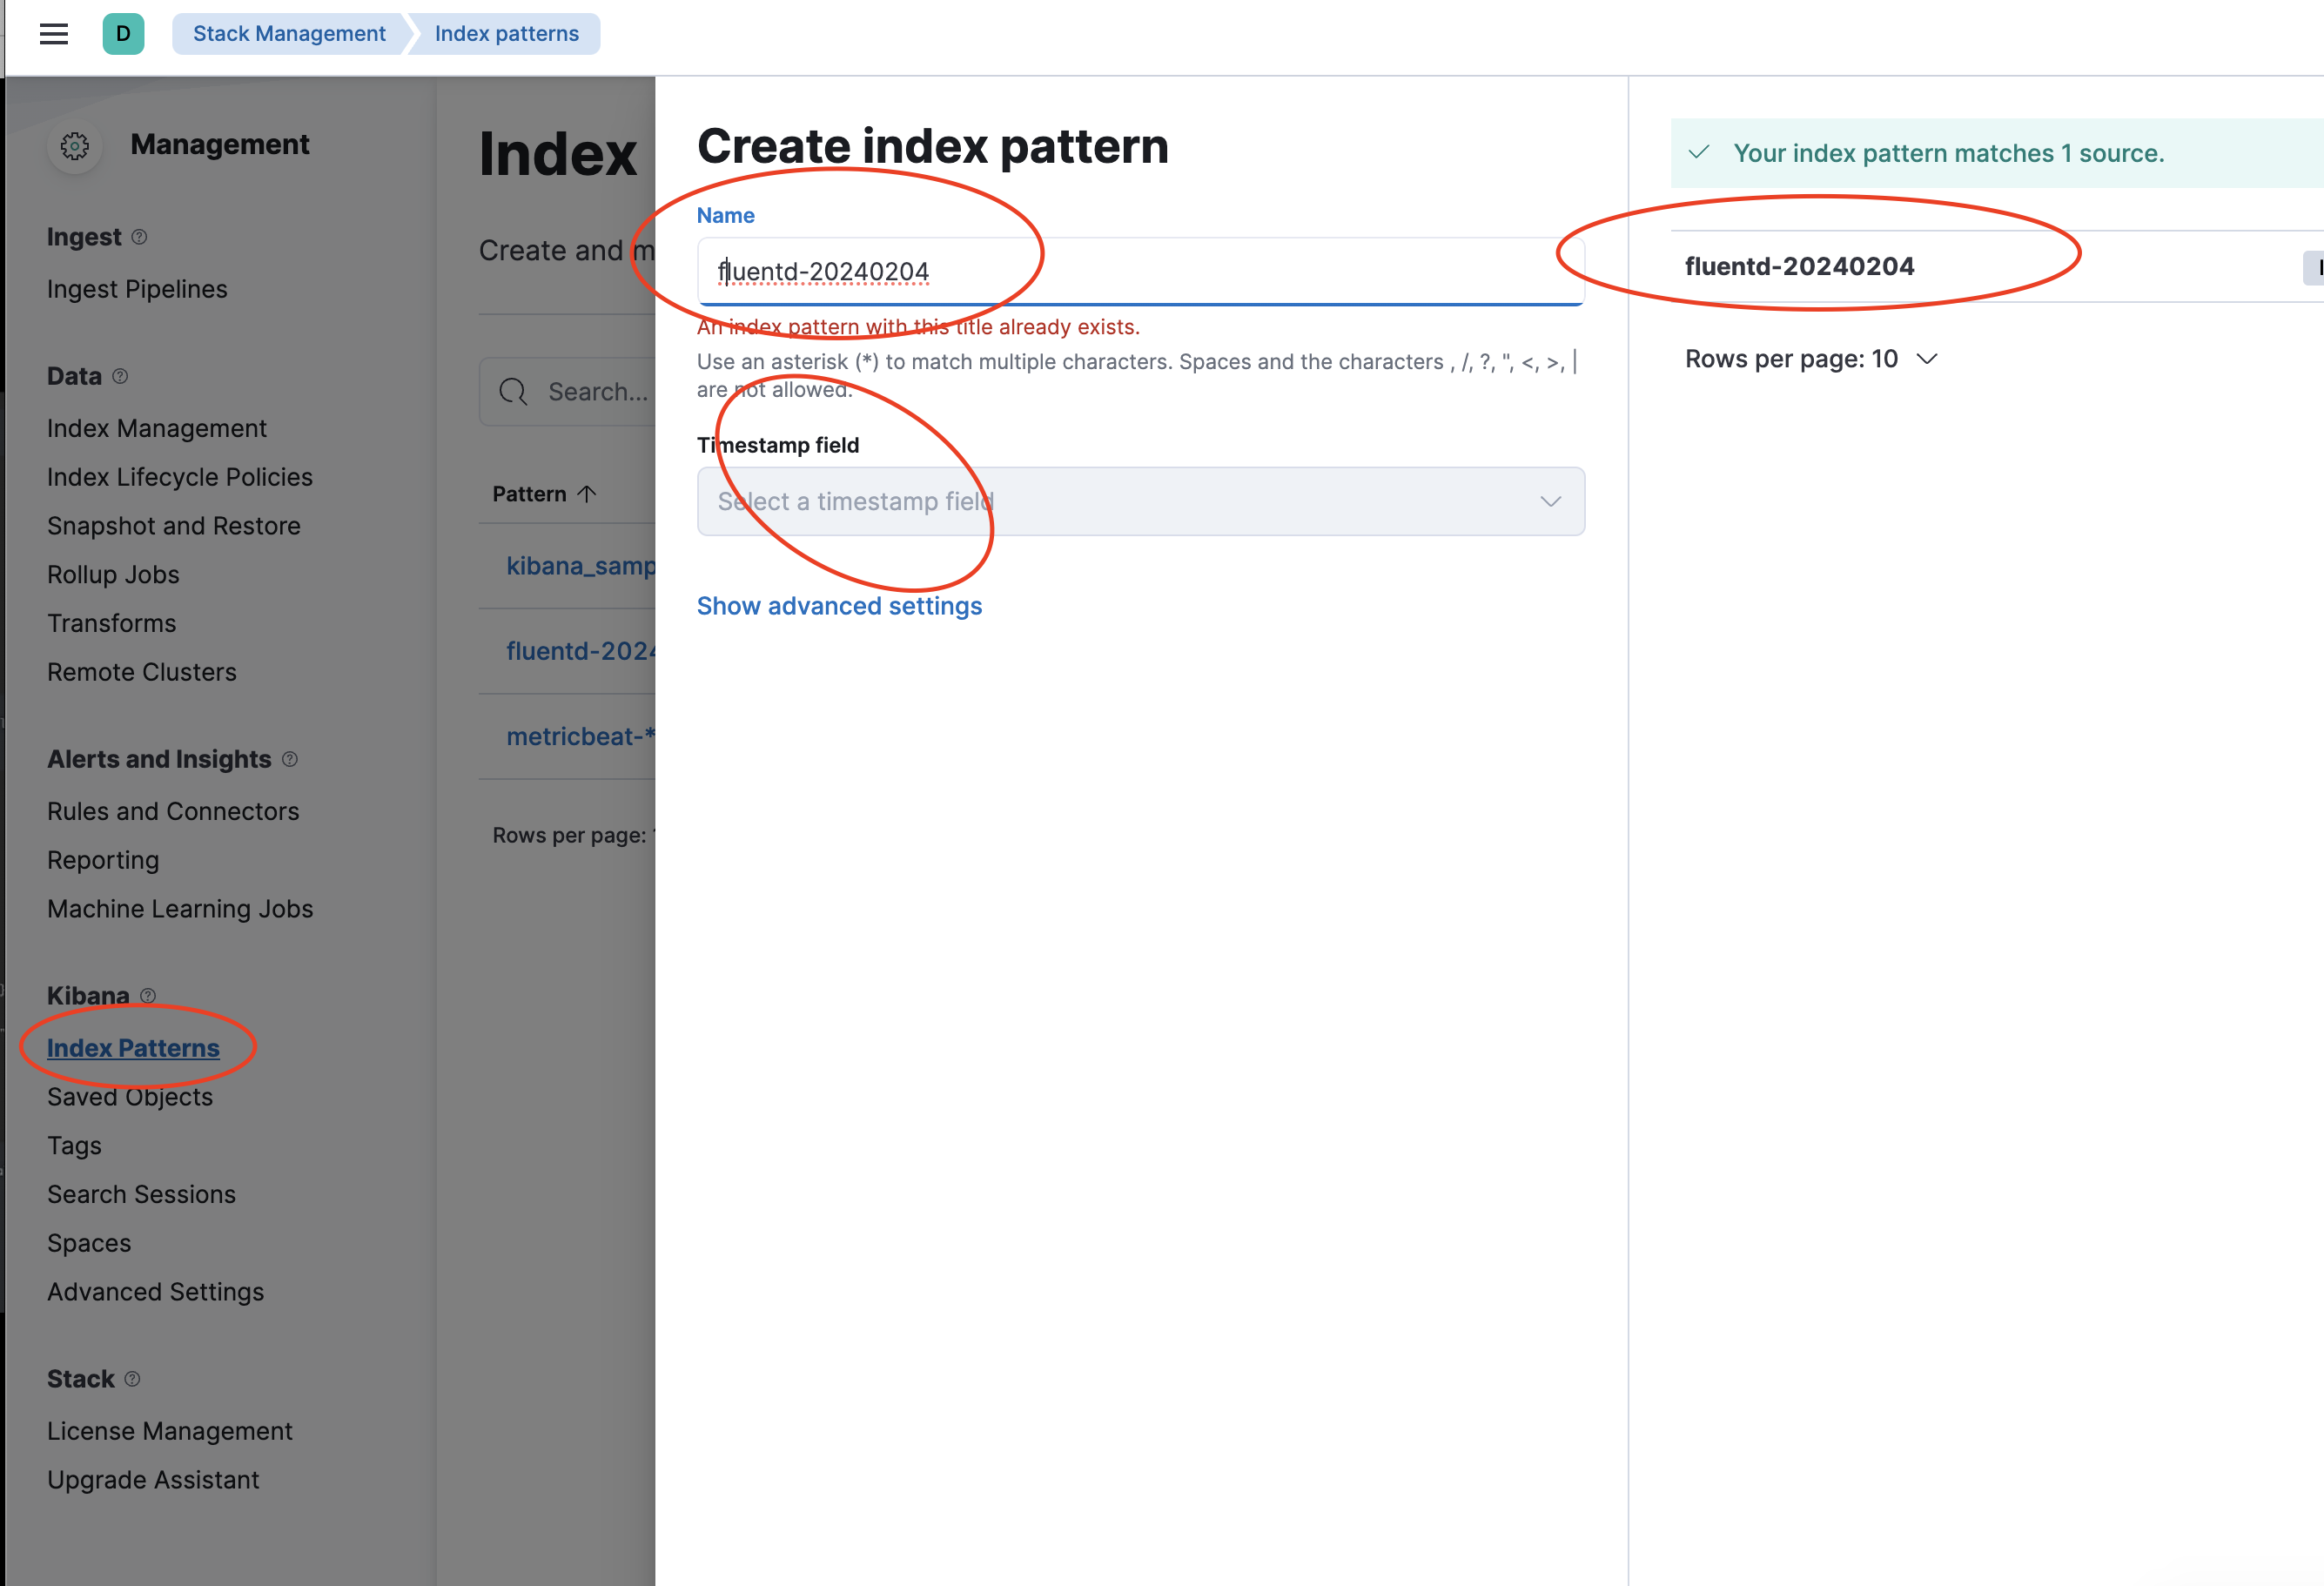 D
Stack Management
Index patterns
Management
Ingest
Ingest Pipelines
Data
Index Management
Index Lifecycle Policies
Snapshot and Restore
Rollup Jobs
Transforms
Remote Clusters
Alerts and Insights
Rules and Connectors
Reporting
Machine Learning Jobs
Kibana
Index Patterns
Saved Objects
Tags
Search Sessions
Spaces
Advanced Settings
Stack
License Management
Upgrade Assistant
Index
Create and m
Search...
Pattern
kibana_samp
fluentd-2024
metricbeat-*
Rows per page:
Create index pattern
Name
fluentd-20240204
An index pattern with this title already exists.
Use an asterisk (*) to match multiple characters. Spaces and the characters , /, ?, ", <, >, |
are not allowed.
Timestamp field
Select a timestamp field
Show advanced settings
Your index pattern matches 1 source.
fluentd-20240204
Rows per page: 10